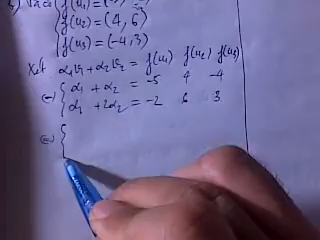 f(u₂) = (4, 6)
f(u₃) = (-4, 3)
Xét α₁v₁ + α₂v₂ = f(u₁) f(u₂) f(u₃)
⇔ { α₁ + α₂ = -5 4 -4
α₁ + 2α₂ = -2 6 3
⇔ {